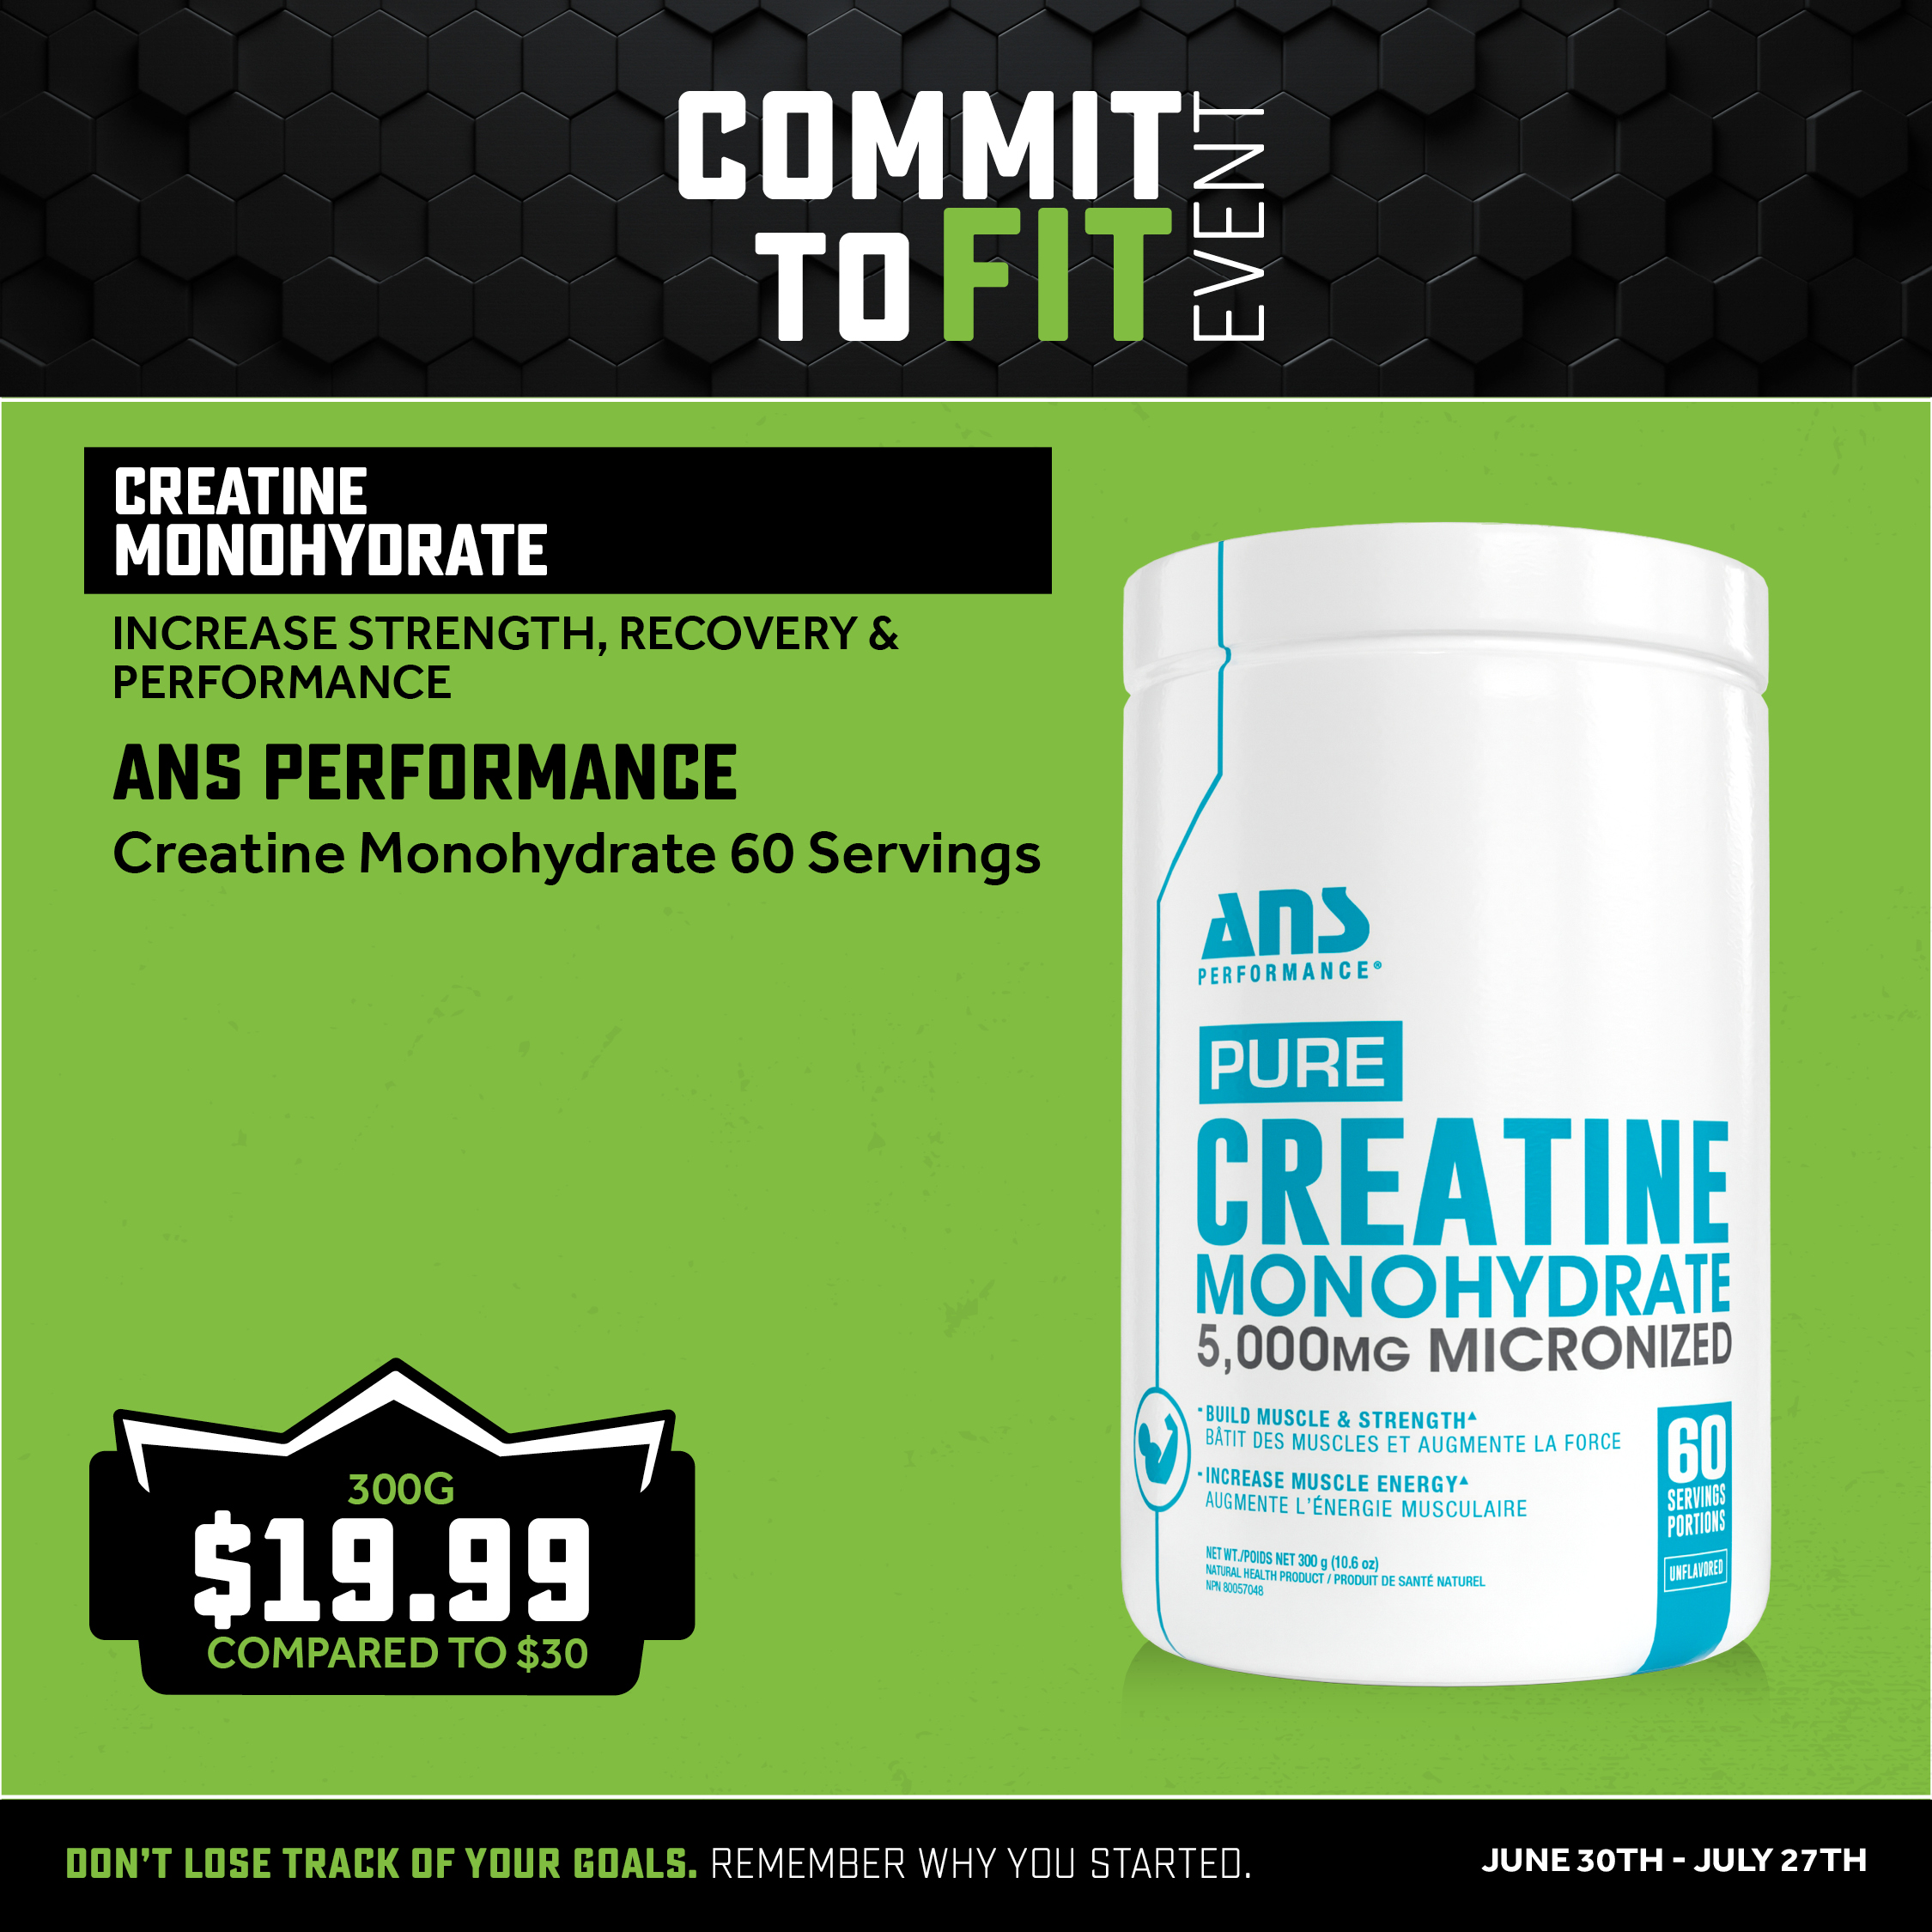 COMMIT
TO FIT
EVENT
CREATINE
MONOHYDRATE
INCREASE STRENGTH, RECOVERY &
PERFORMANCE
ANS PERFORMANCE
Creatine Monohydrate 60 Servings
ANS
PERFORMANCE®
PURE
CREATINE
MONOHYDRATE
5,000MG MICRONIZED
- BUILD MUSCLE & STRENGTH▲
BÂTIT DES MUSCLES ET AUGMENTE LA FORCE
- INCREASE MUSCLE ENERGY▲
AUGMENTE L'ÉNERGIE MUSCULAIRE
NET WT./POIDS NET 300 g (10.6 oz)
NATURAL HEALTH PRODUCT / PRODUIT DE SANTÉ NATUREL
NPN 80057048
60
SERVINGS
PORTIONS
UNFLAVORED
300G
$19.99
COMPARED TO $30
DON'T LOSE TRACK OF YOUR GOALS. REMEMBER WHY YOU STARTED.
JUNE 30TH - JULY 27TH